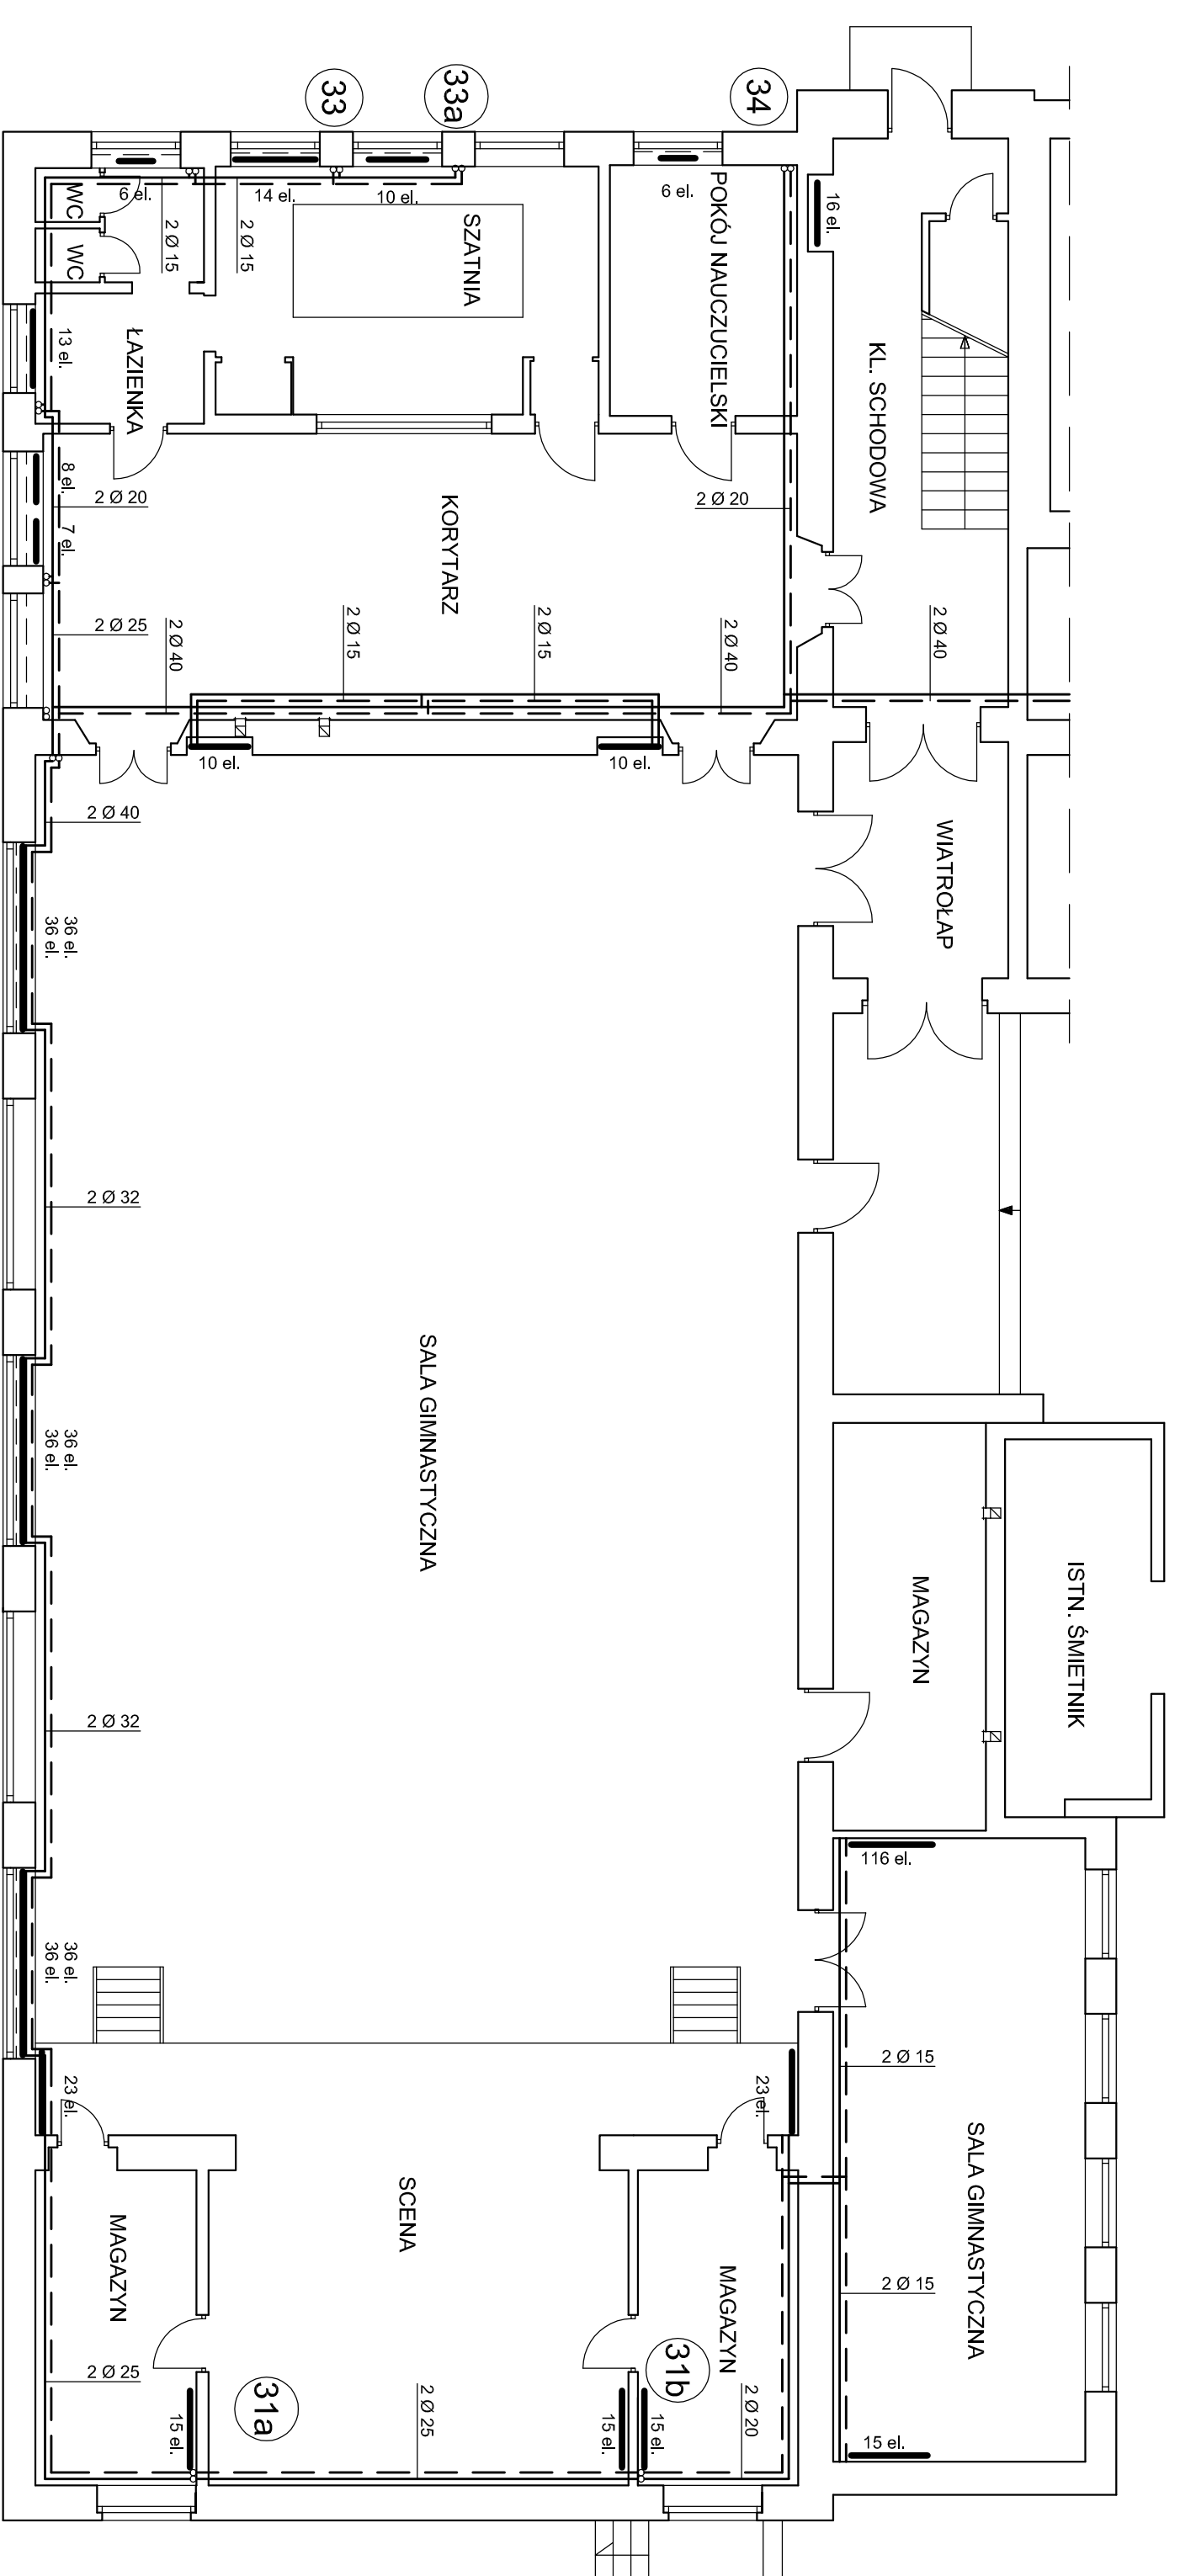 33
33a
34
6 el.
14 el.
10 el.
6 el.
16 el.
WC
WC
2 Ø 15
2 Ø 15
SZATNIA
POKÓJ NAUCZUCIELSKI
KL. SCHODOWA
13 el.
ŁAZIENKA
8 el.
7 el.
2 Ø 20
KORYTARZ
2 Ø 20
2 Ø 25
2 Ø 40
2 Ø 15
2 Ø 15
2 Ø 40
2 Ø 40
10 el.
10 el.
2 Ø 40
WIATROŁAP
36 el.
36 el.
2 Ø 32
SALA GIMNASTYCZNA
36 el.
36 el.
MAGAZYN
ISTN. ŚMIETNIK
2 Ø 32
116 el.
36 el.
36 el.
2 Ø 15
23 el.
23 el.
SCENA
SALA GIMNASTYCZNA
MAGAZYN
MAGAZYN
2 Ø 15
2 Ø 25
31a
31b
2 Ø 25
2 Ø 20
15 el.
15 el.
15 el.
15 el.